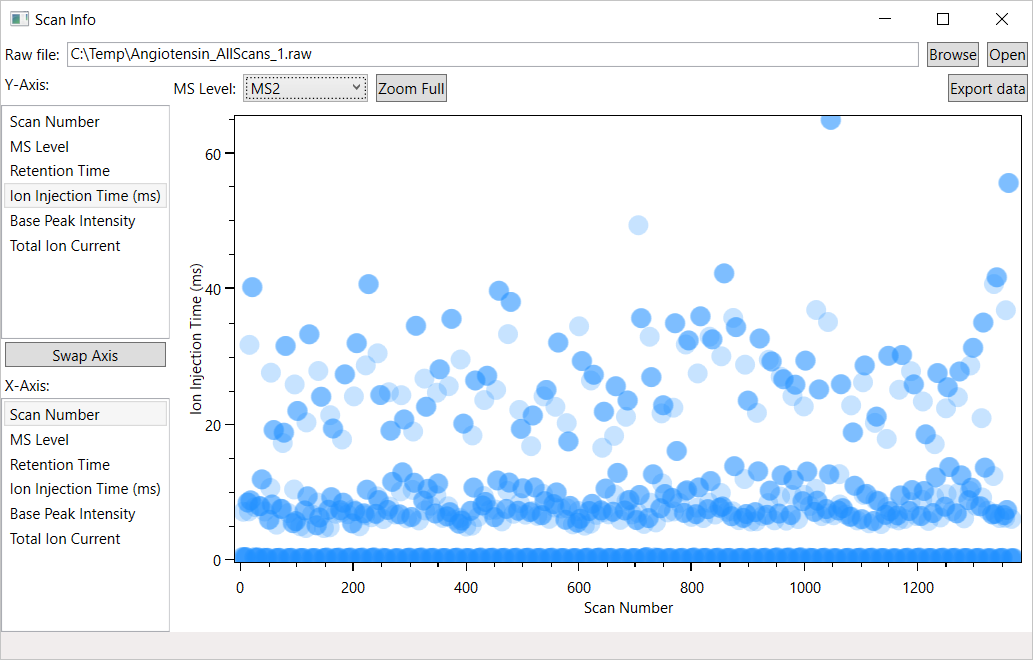 Scan Info
Raw file: C:\Temp\Angiotensin_AllScans_1.raw Browse Open
Y-Axis: MS Level: MS2 Zoom Full Export data
Scan Number
MS Level
Retention Time
Ion Injection Time (ms)
Base Peak Intensity
Total Ion Current
Swap Axis
X-Axis:
Scan Number
MS Level
Retention Time
Ion Injection Time (ms)
Base Peak Intensity
Total Ion Current
Ion Injection Time (ms)
60
40
20
0
0 200 400 600 800 1000 1200
Scan Number